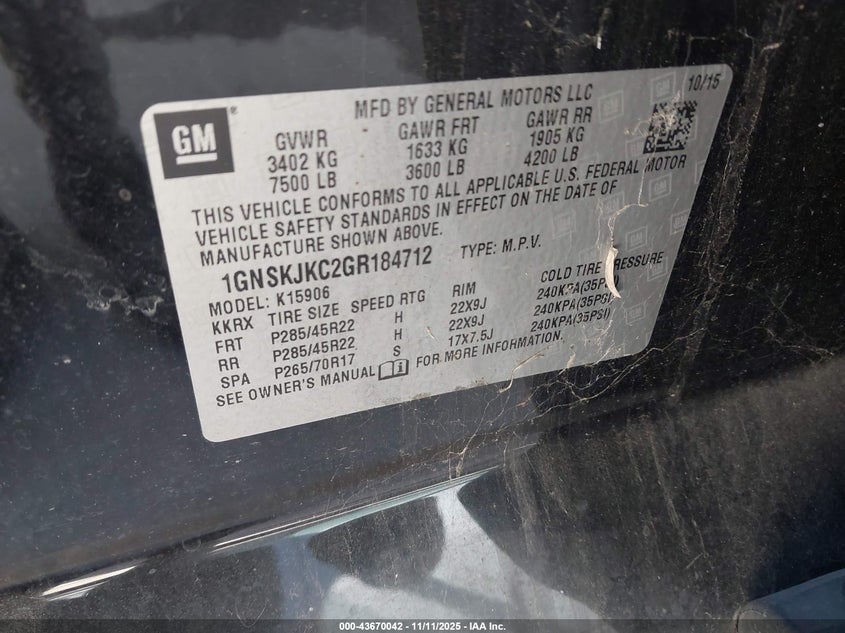 GM
MFD BY GENERAL MOTORS LLC 10/15
GVWR GAWR FRT GAWR RR
3402 KG 1633 KG 1905 KG
7500 LB 3600 LB 4200 LB
THIS VEHICLE CONFORMS TO ALL APPLICABLE U.S. FEDERAL MOTOR
VEHICLE SAFETY STANDARDS IN EFFECT ON THE DATE OF
MANUFACTURE SHOWN ABOVE.
1GNSKJKC2GR184712 TYPE: M.P.V.
MODEL: K15906
KKRX TIRE SIZE SPEED RTG RIM COLD TIRE PRESSURE
FRT P285/45R22 H 22X9J 240KPA(35PSI)
RR P285/45R22 H 22X9J 240KPA(35PSI)
SPA P265/70R17 S 17X7.5J 240KPA(35PSI)
SEE OWNER'S MANUAL FOR MORE INFORMATION.
000-43670042 - 11/11/2025 - IAA Inc.